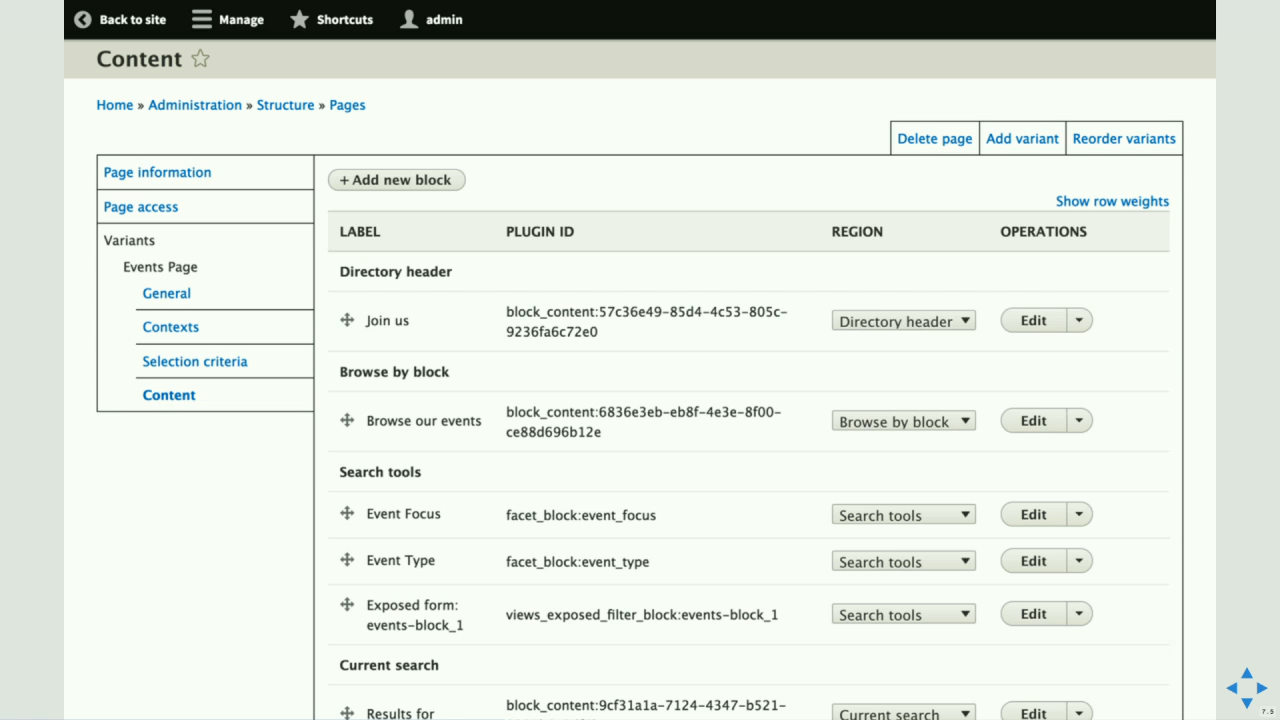 Back to site Manage Shortcuts admin
Content
Home » Administration » Structure » Pages
Delete page Add variant Reorder variants
Page information
Page access
Variants
Events Page
General
Contexts
Selection criteria
Content
+ Add new block
Show row weights
LABEL PLUGIN ID REGION OPERATIONS
Directory header
Join us block_content:57c36e49-85d4-4c53-805c- Directory header Edit
9236fa6c72e0
Browse by block
Browse our events block_content:6836e3eb-eb8f-4e3e-8f00- Browse by block Edit
ce88d696b12e
Search tools
Event Focus facet_block:event_focus Search tools Edit
Event Type facet_block:event_type Search tools Edit
Exposed form: views_exposed_filter_block:events-block_1 Search tools Edit
events-block_1
Current search
Results for block_content:9cf31a1a-7124-4347-b521- Current search Edit
7.5